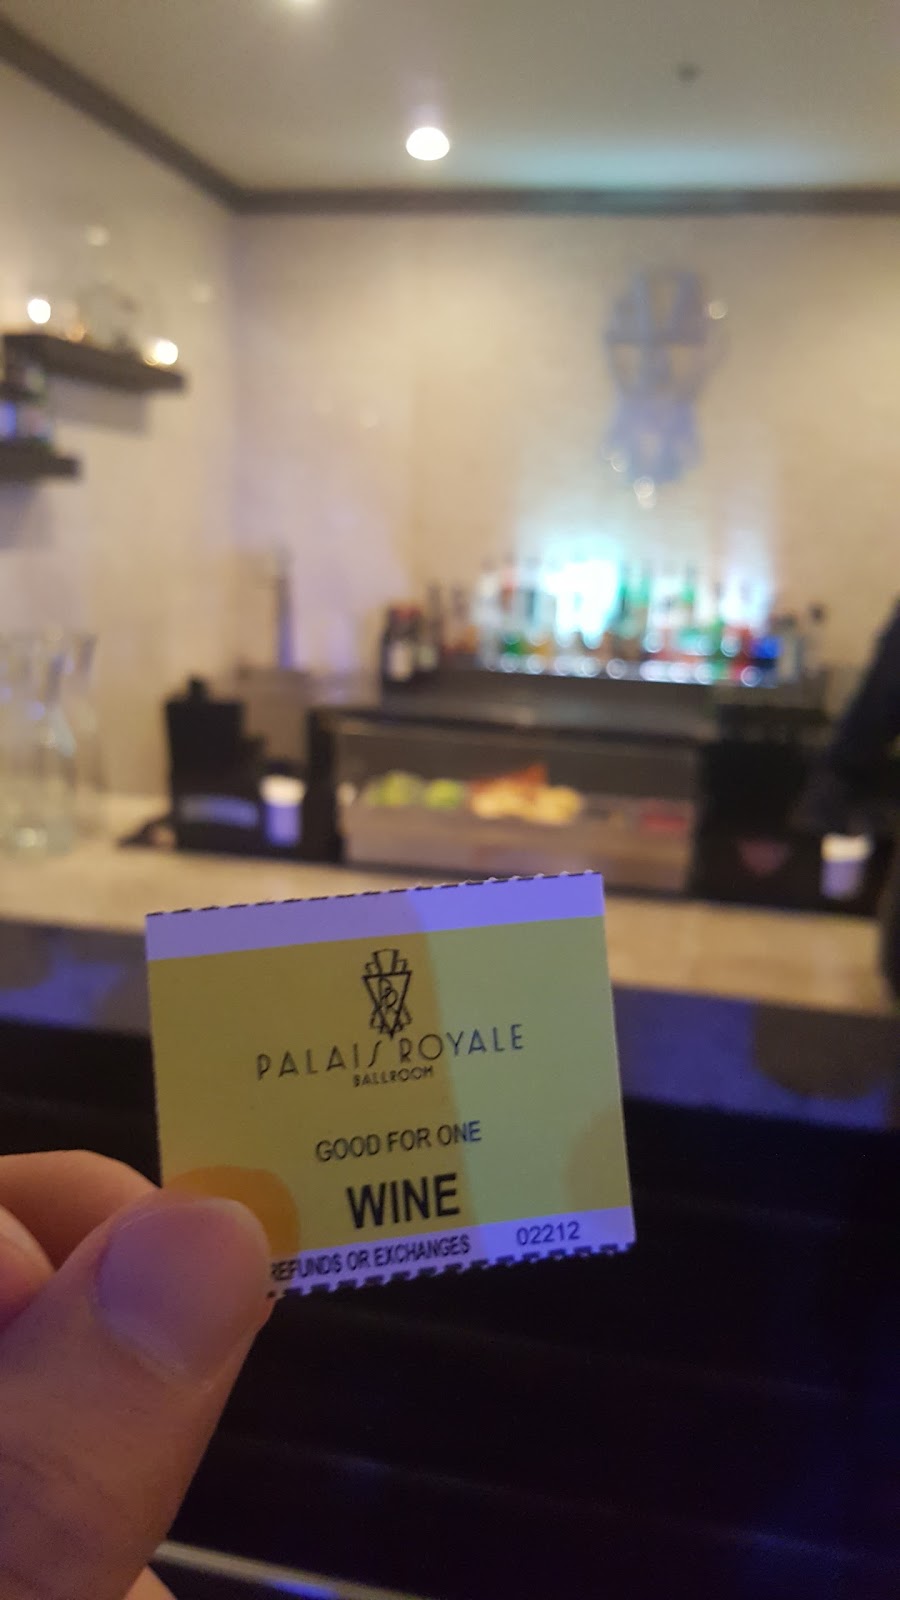 PALAIS ROYALE
BALLROOM
GOOD FOR ONE
WINE
REFUNDS OR EXCHANGES 02212